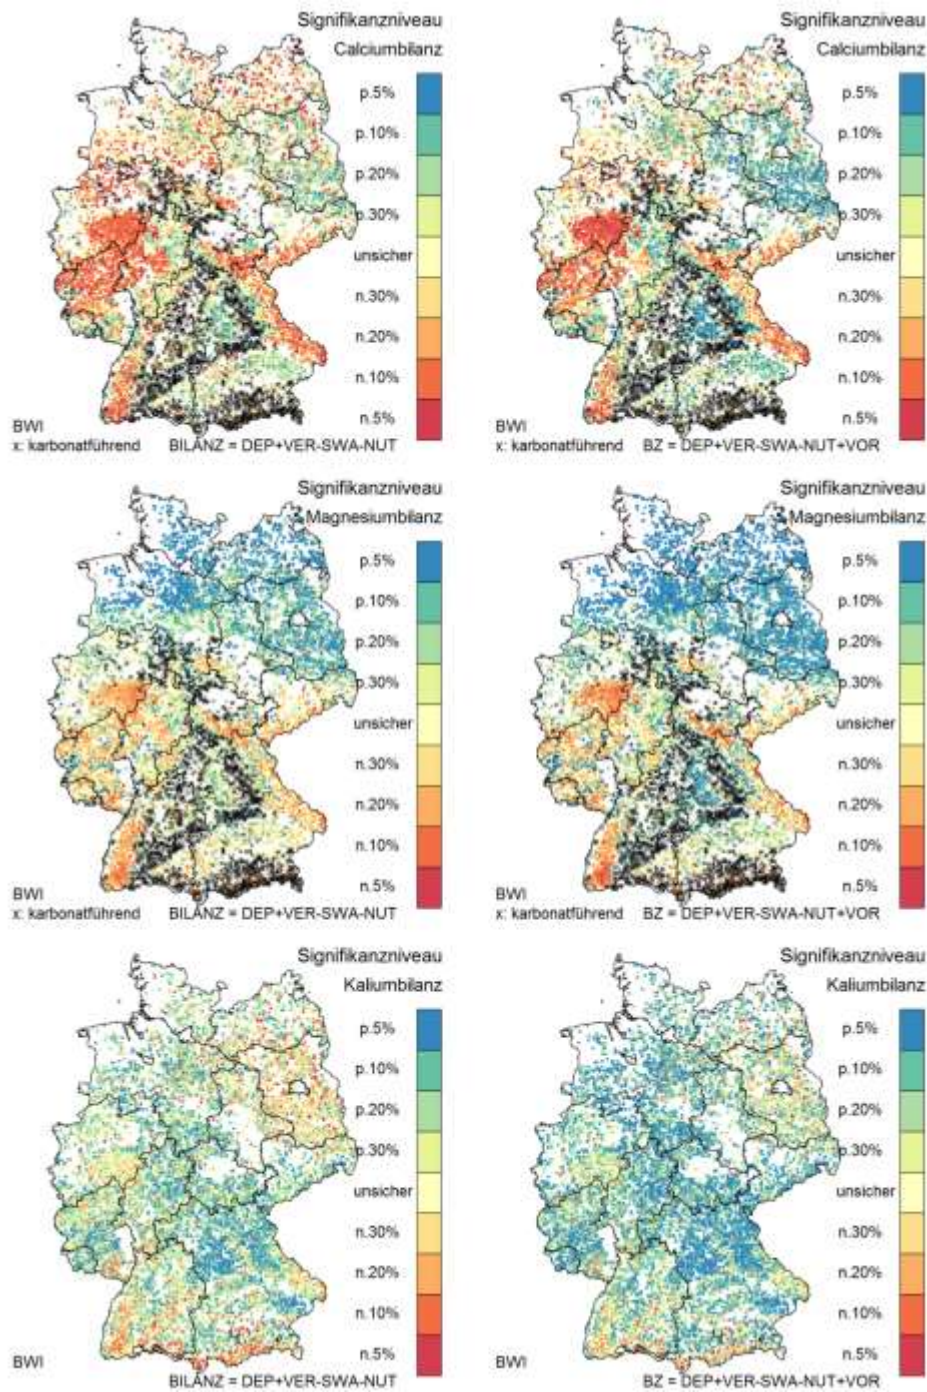 Signifikanzniveau
Calciumbilanz
p.5%
p.10%
p.20%
p.30%
unsicher
n.30%
n.20%
n.10%
n.5%
BWI
x: karbonatführend BILANZ = DEP+VER-SWA-NUT
Signifikanzniveau
Calciumbilanz
p.5%
p.10%
p.20%
p.30%
unsicher
n.30%
n.20%
n.10%
n.5%
BWI
x: karbonatführend BZ = DEP+VER-SWA-NUT+VOR
Signifikanzniveau
Magnesiumbilanz
p.5%
p.10%
p.20%
p.30%
unsicher
n.30%
n.20%
n.10%
n.5%
BWI
x: karbonatführend BILANZ = DEP+VER-SWA-NUT
Signifikanzniveau
Magnesiumbilanz
p.5%
p.10%
p.20%
p.30%
unsicher
n.30%
n.20%
n.10%
n.5%
BWI
x: karbonatführend BZ = DEP+VER-SWA-NUT+VOR
Signifikanzniveau
Kaliumbilanz
p.5%
p.10%
p.20%
p.30%
unsicher
n.30%
n.20%
n.10%
n.5%
BWI
BILANZ = DEP+VER-SWA-NUT
Signifikanzniveau
Kaliumbilanz
p.5%
p.10%
p.20%
p.30%
unsicher
n.30%
n.20%
n.10%
n.5%
BWI
BZ = DEP+VER-SWA-NUT+VOR